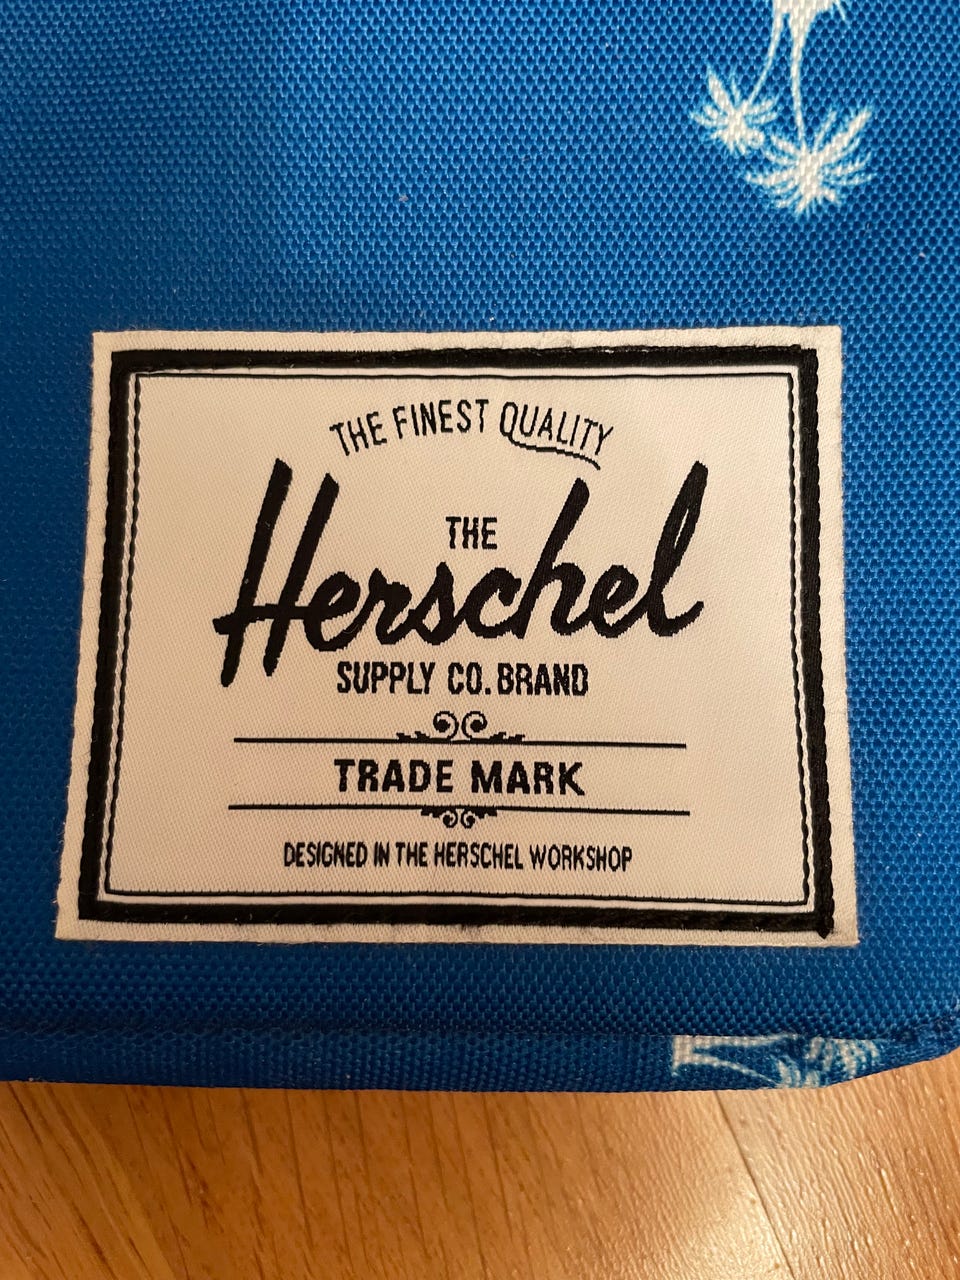 THE FINEST QUALITY
THE
Herschel
SUPPLY CO. BRAND
TRADE MARK
DESIGNED IN THE HERSCHEL WORKSHOP